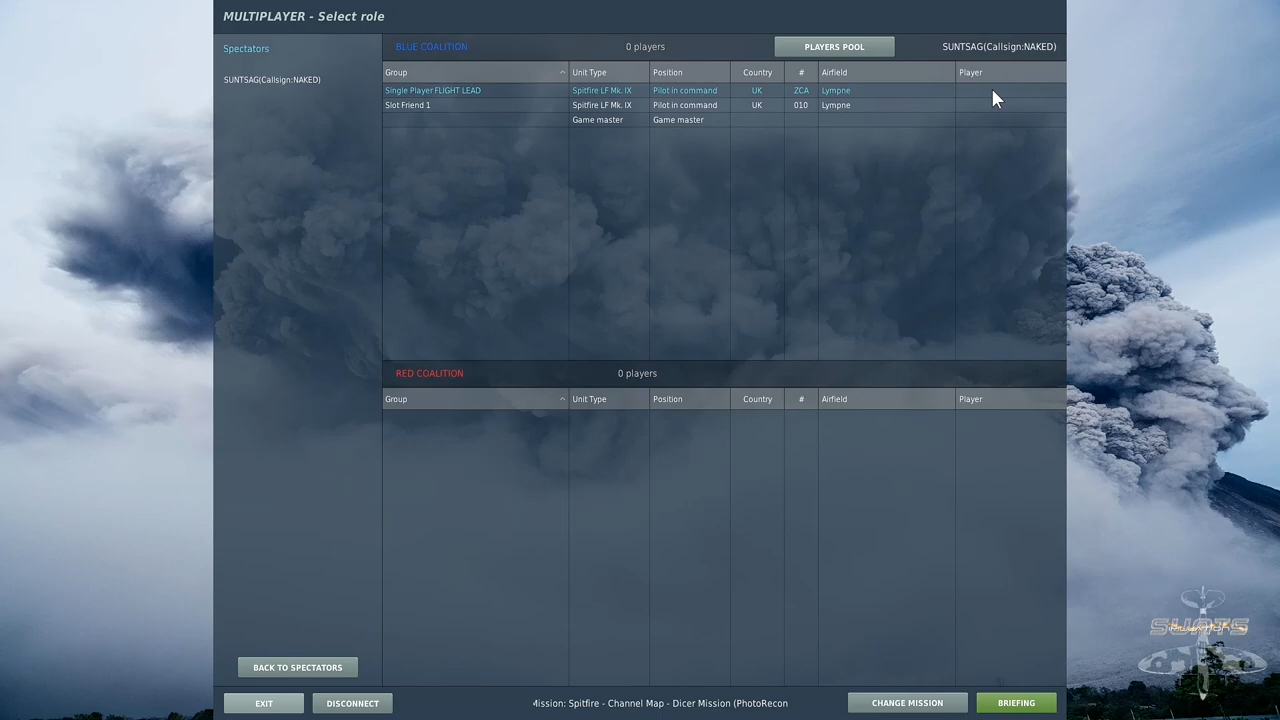 MULTIPLAYER - Select role
Spectators
SUNTSAG(Callsign:NAKED)
BLUE COALITION 0 players PLAYERS POOL SUNTSAG(Callsign:NAKED)
Group Unit Type Position Country # Airfield Player
Single Player FLIGHT LEAD Spitfire LF Mk. IX Pilot in command UK ZCA Lympne
Slot Friend 1 Spitfire LF Mk. IX Pilot in command UK 010 Lympne
Game master Game master
RED COALITION 0 players
Group Unit Type Position Country # Airfield Player
BACK TO SPECTATORS
EXIT DISCONNECT Mission: Spitfire - Channel Map - Dicer Mission (PhotoRecon CHANGE MISSION BRIEFING